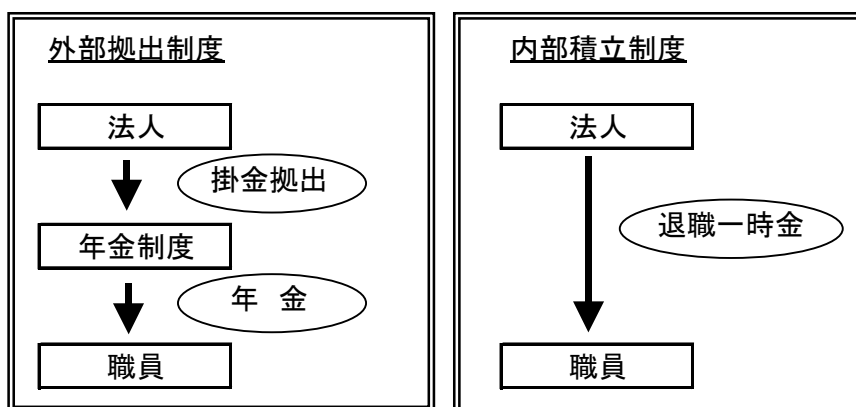 外部拠出制度
法人
掛金拠出
年金制度
年 金
職員
内部積立制度
法人
退職一時金
職員